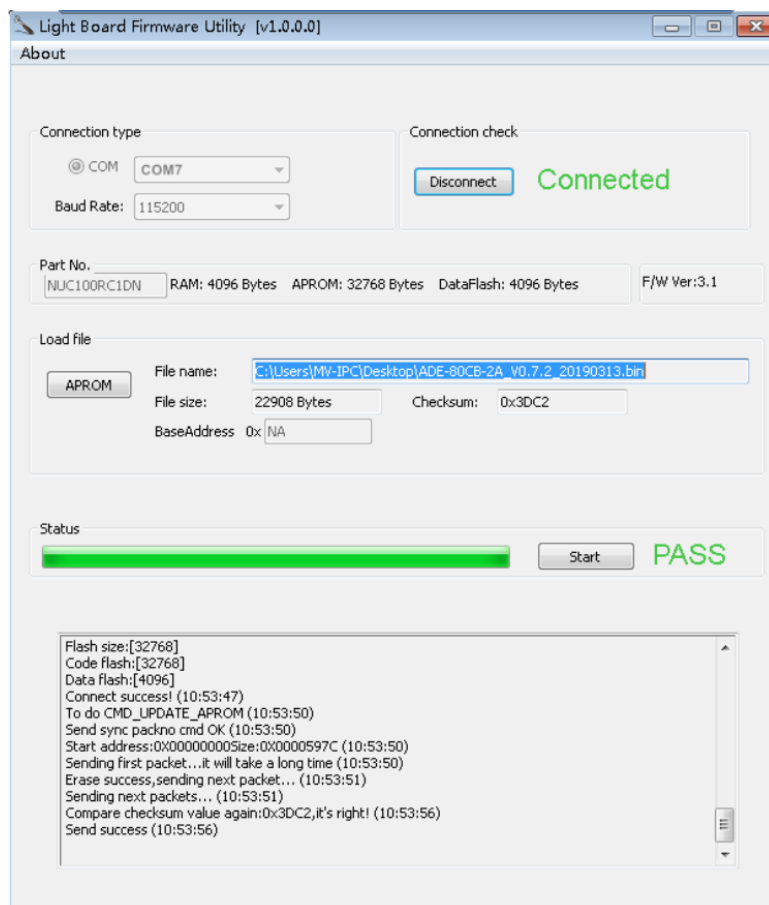 Light Board Firmware Utility [v1.0.0.0]
About
Connection type
COM COM7
Baud Rate: 115200
Connection check
Disconnect Connected
Part No.
NUC100RC1DN RAM: 4096 Bytes APROM: 32768 Bytes DataFlash: 4096 Bytes F/W Ver:3.1
Load file
APROM
File name: C:\Users\MV-IPC\Desktop\ADE-80CB-2A_V0.7.2_20190313.bin
File size: 22908 Bytes Checksum: 0x3DC2
BaseAddress 0x NA
Status
Start PASS
Flash size:[32768]
Code flash:[32768]
Data flash:[4096]
Connect success! (10:53:47)
To do CMD_UPDATE_APROM (10:53:50)
Send sync packno cmd OK (10:53:50)
Start address:0X00000000Size:0X0000597C (10:53:50)
Sending first packet...it will take a long time (10:53:50)
Erase success,sending next packet... (10:53:51)
Sending next packets... (10:53:51)
Compare checksum value again:0x3DC2,it's right! (10:53:56)
Send success (10:53:56)